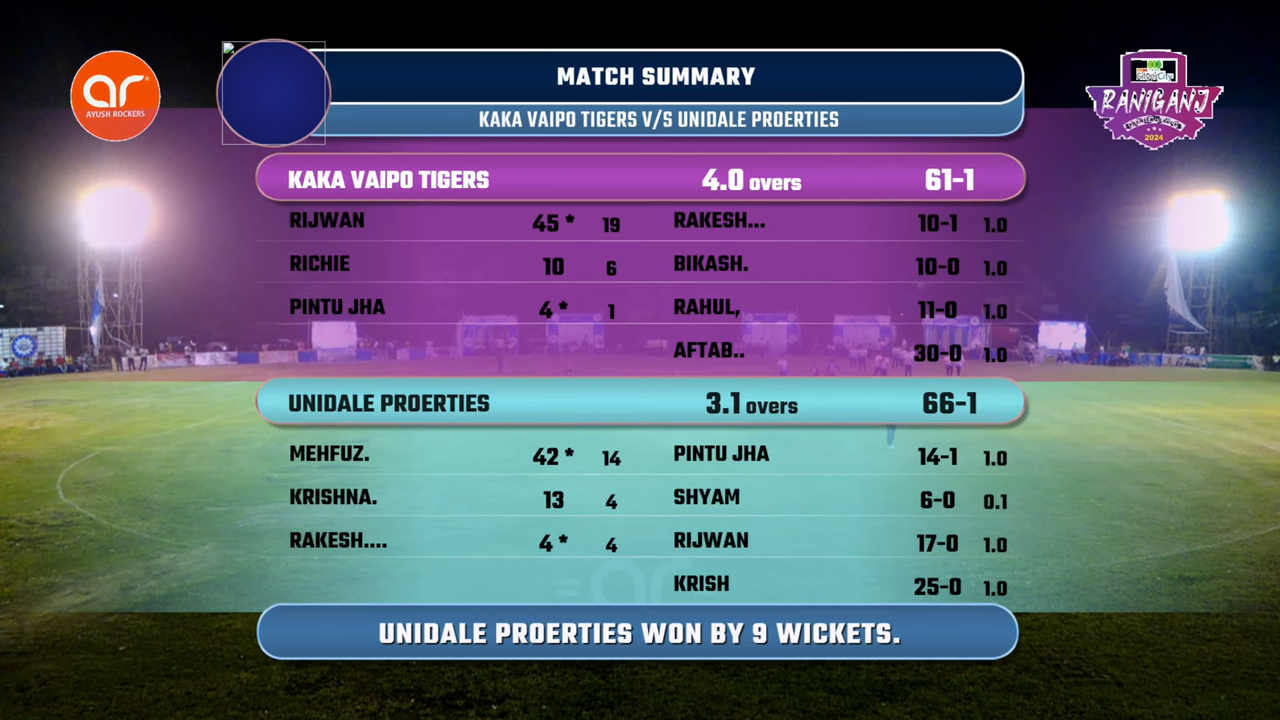 MATCH SUMMARY
KAKA VAIPO TIGERS V/S UNIDALE PROERTIES
ar
AYUSH ROCKERS
RANIGANJ
2024
KAKA VAIPO TIGERS 4.0 overs 61-1
RIJWAN 45 * 19 RAKESH... 10-1 1.0
RICHIE 10 6 BIKASH. 10-0 1.0
PINTU JHA 4 * 1 RAHUL, 11-0 1.0
AFTAB.. 30-0 1.0
UNIDALE PROERTIES 3.1 overs 66-1
MEHFUZ. 42 * 14 PINTU JHA 14-1 1.0
KRISHNA. 13 4 SHYAM 6-0 0.1
RAKESH.... 4 * 4 RIJWAN 17-0 1.0
KRISH 25-0 1.0
UNIDALE PROERTIES WON BY 9 WICKETS.